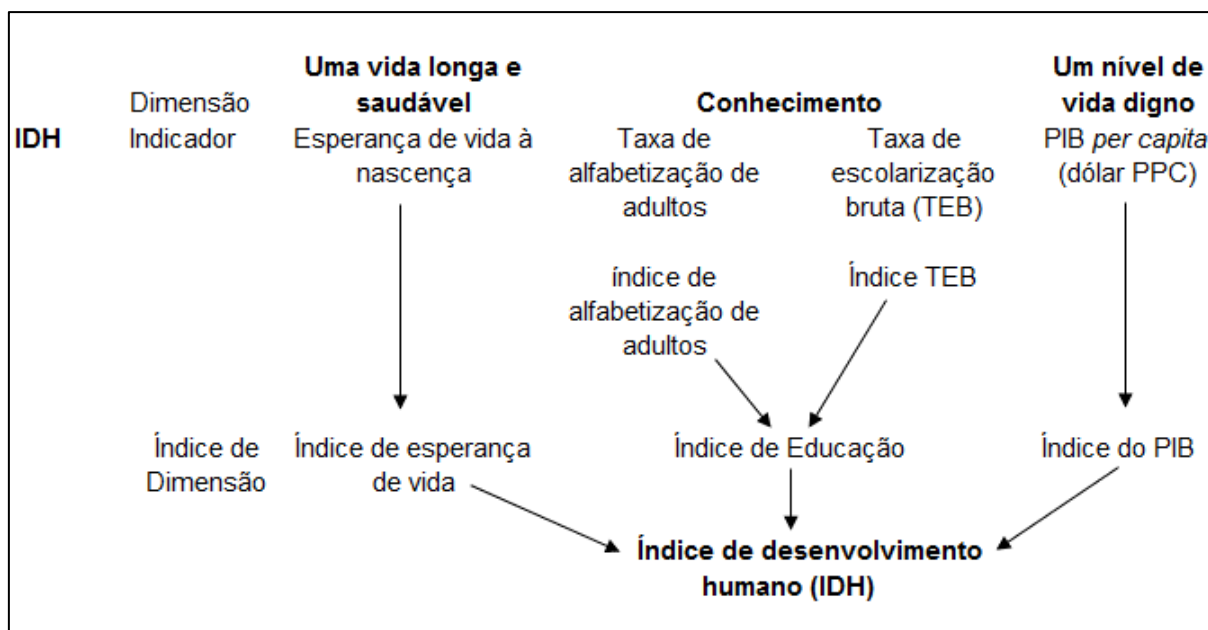 Uma vida longa e
saudável
Um nível de
vida digno
Dimensão
Conhecimento
IDH
Indicador
Esperança de vida à
nascença
Taxa de
alfabetização de
adultos
Taxa de
escolarização
bruta (TEB)
PIB per capita
(dólar PPC)
índice de
alfabetização de
adultos
Índice TEB
Índice de
Dimensão
Índice de esperança
de vida
Índice de Educação
Índice do PIB
Índice de desenvolvimento
humano (IDH)